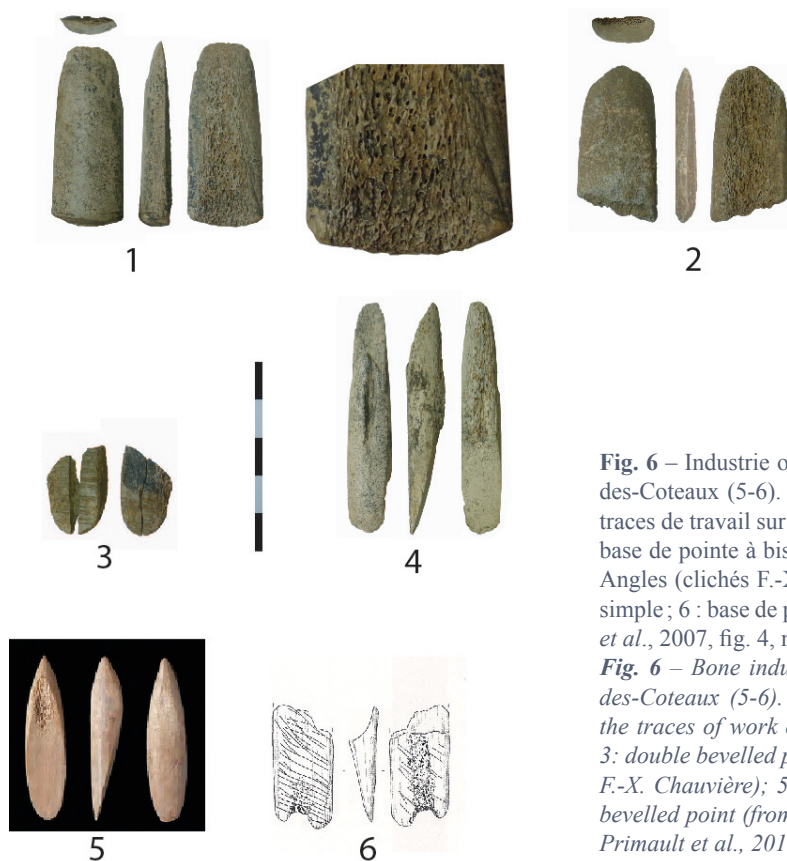 1
2
3
4
5
6
Fig. 6 – Industrie o
des-Coteaux (5-6).
traces de travail sur
base de pointe à bis
Angles (clichés F.-X
simple ; 6 : base de p
et al., 2007, fig. 4, n
Fig. 6 – Bone indu
des-Coteaux (5-6).
the traces of work o
3: double bevelled p
F.-X. Chauvière); 5
bevelled point (from
Primault et al., 201